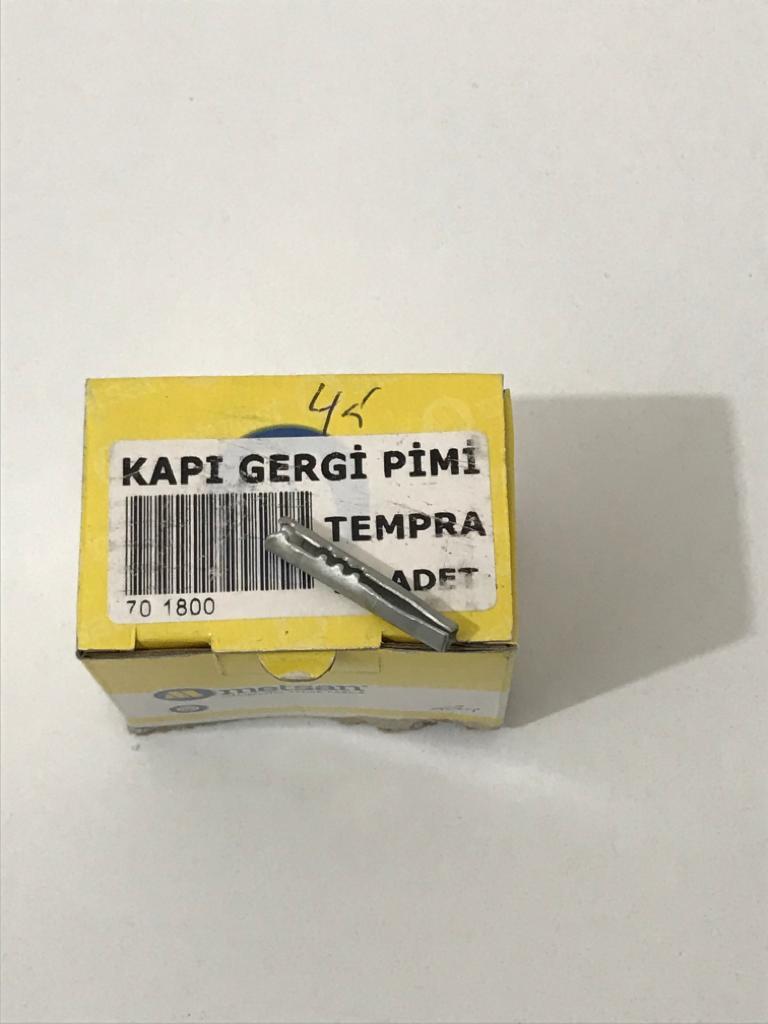 45
KAPI GERGİ PİMİ
TEMPRA
ADET
70 1800
metsan